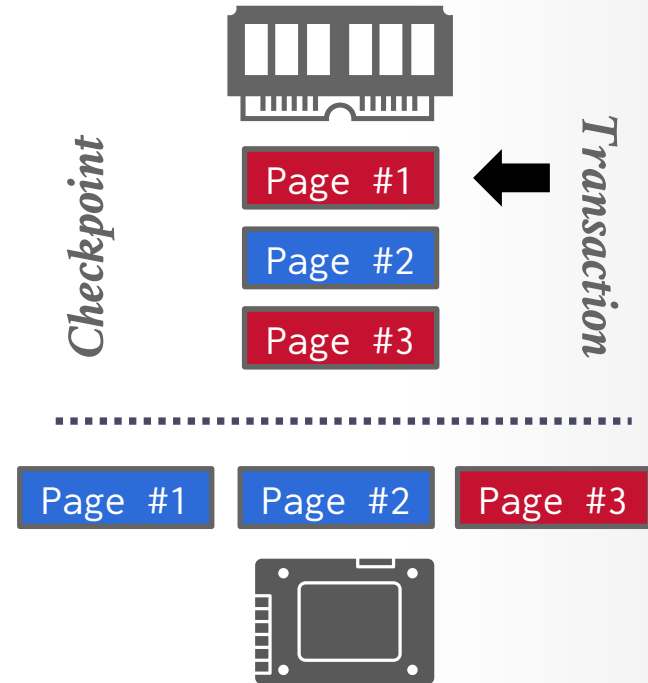 Checkpoint
Transaction
Page #1
Page #2
Page #3
Page #1
Page #2
Page #3